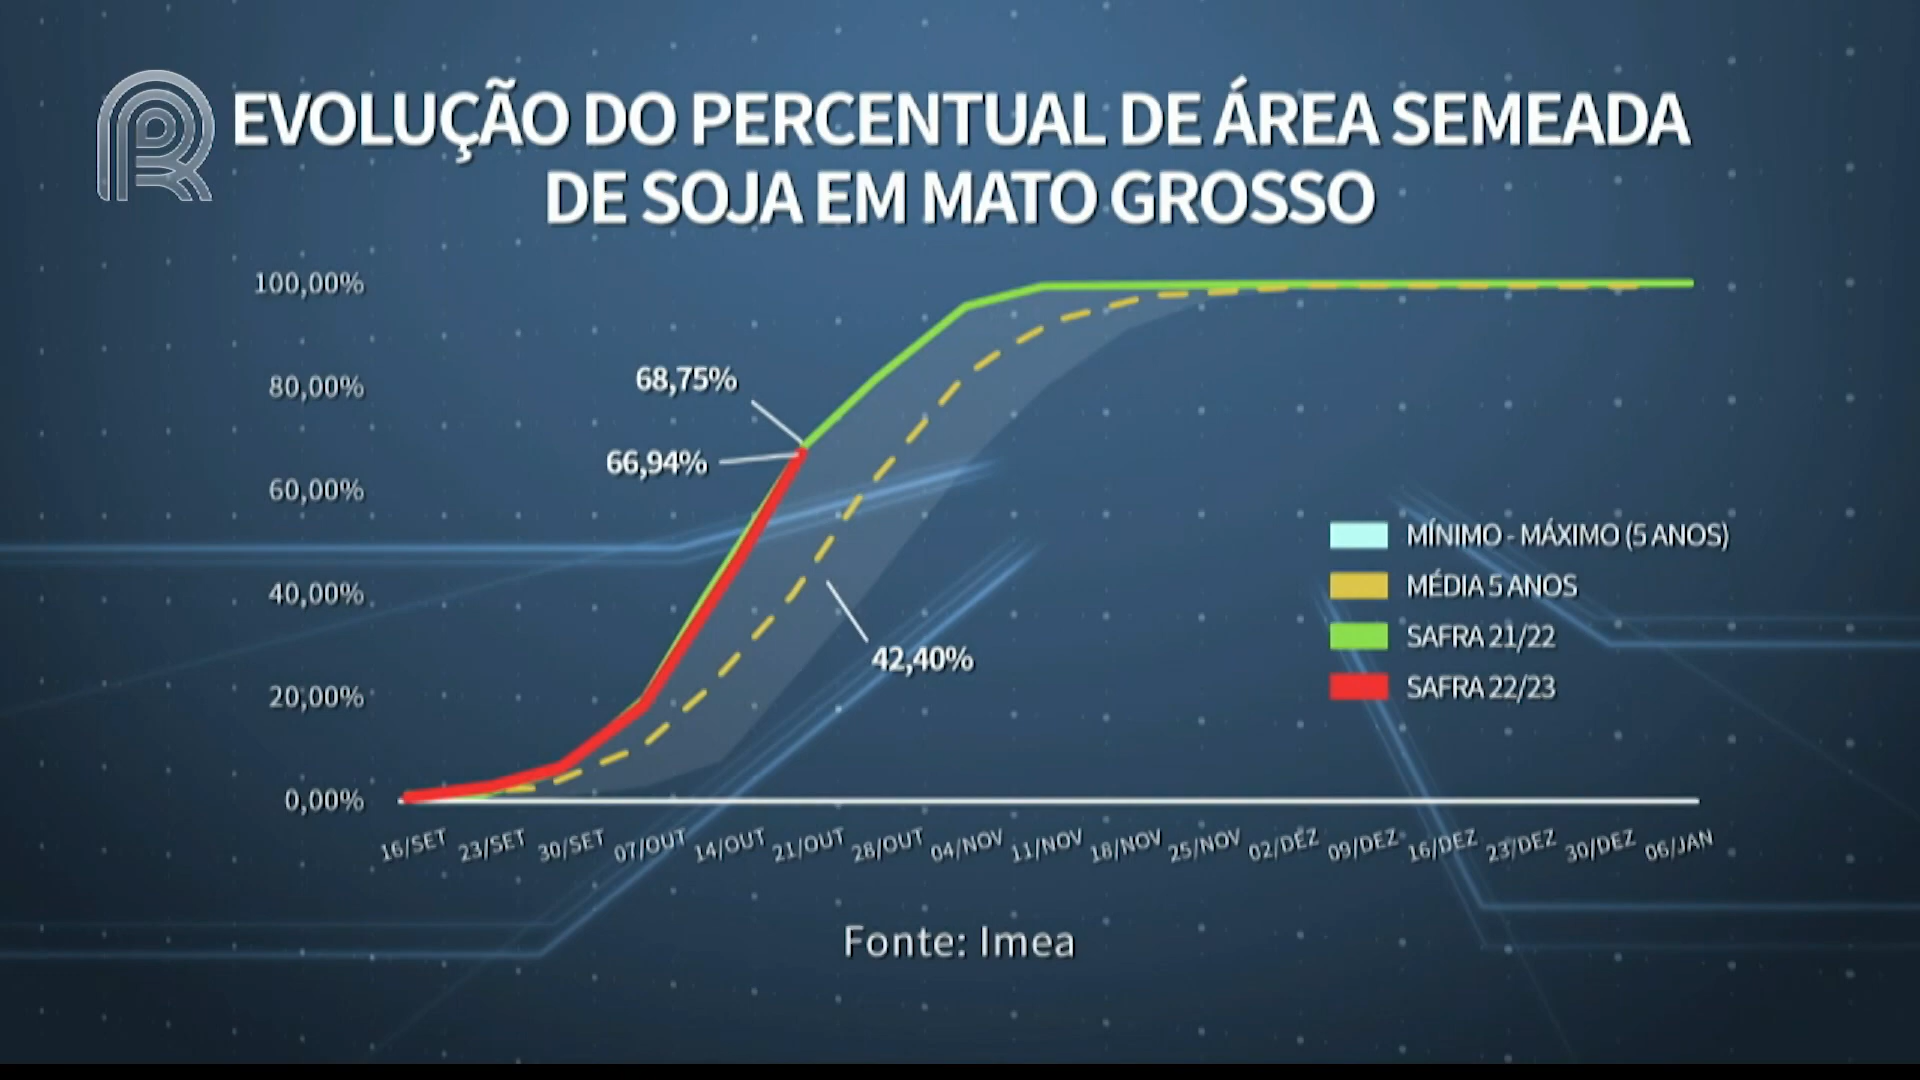 EVOLUÇÃO DO PERCENTUAL DE ÁREA SEMEADA
DE SOJA EM MATO GROSSO
100,00%
80,00%
60,00%
40,00%
20,00%
0,00%
68,75%
66,94%
42,40%
MÍNIMO - MÁXIMO (5 ANOS)
MÉDIA 5 ANOS
SAFRA 21/22
SAFRA 22/23
16/SET 23/SET 30/SET 07/OUT 14/OUT 21/OUT 28/OUT 04/NOV 11/NOV 18/NOV 25/NOV 02/DEZ 09/DEZ 16/DEZ 23/DEZ 30/DEZ 06/JAN
Fonte: Imea